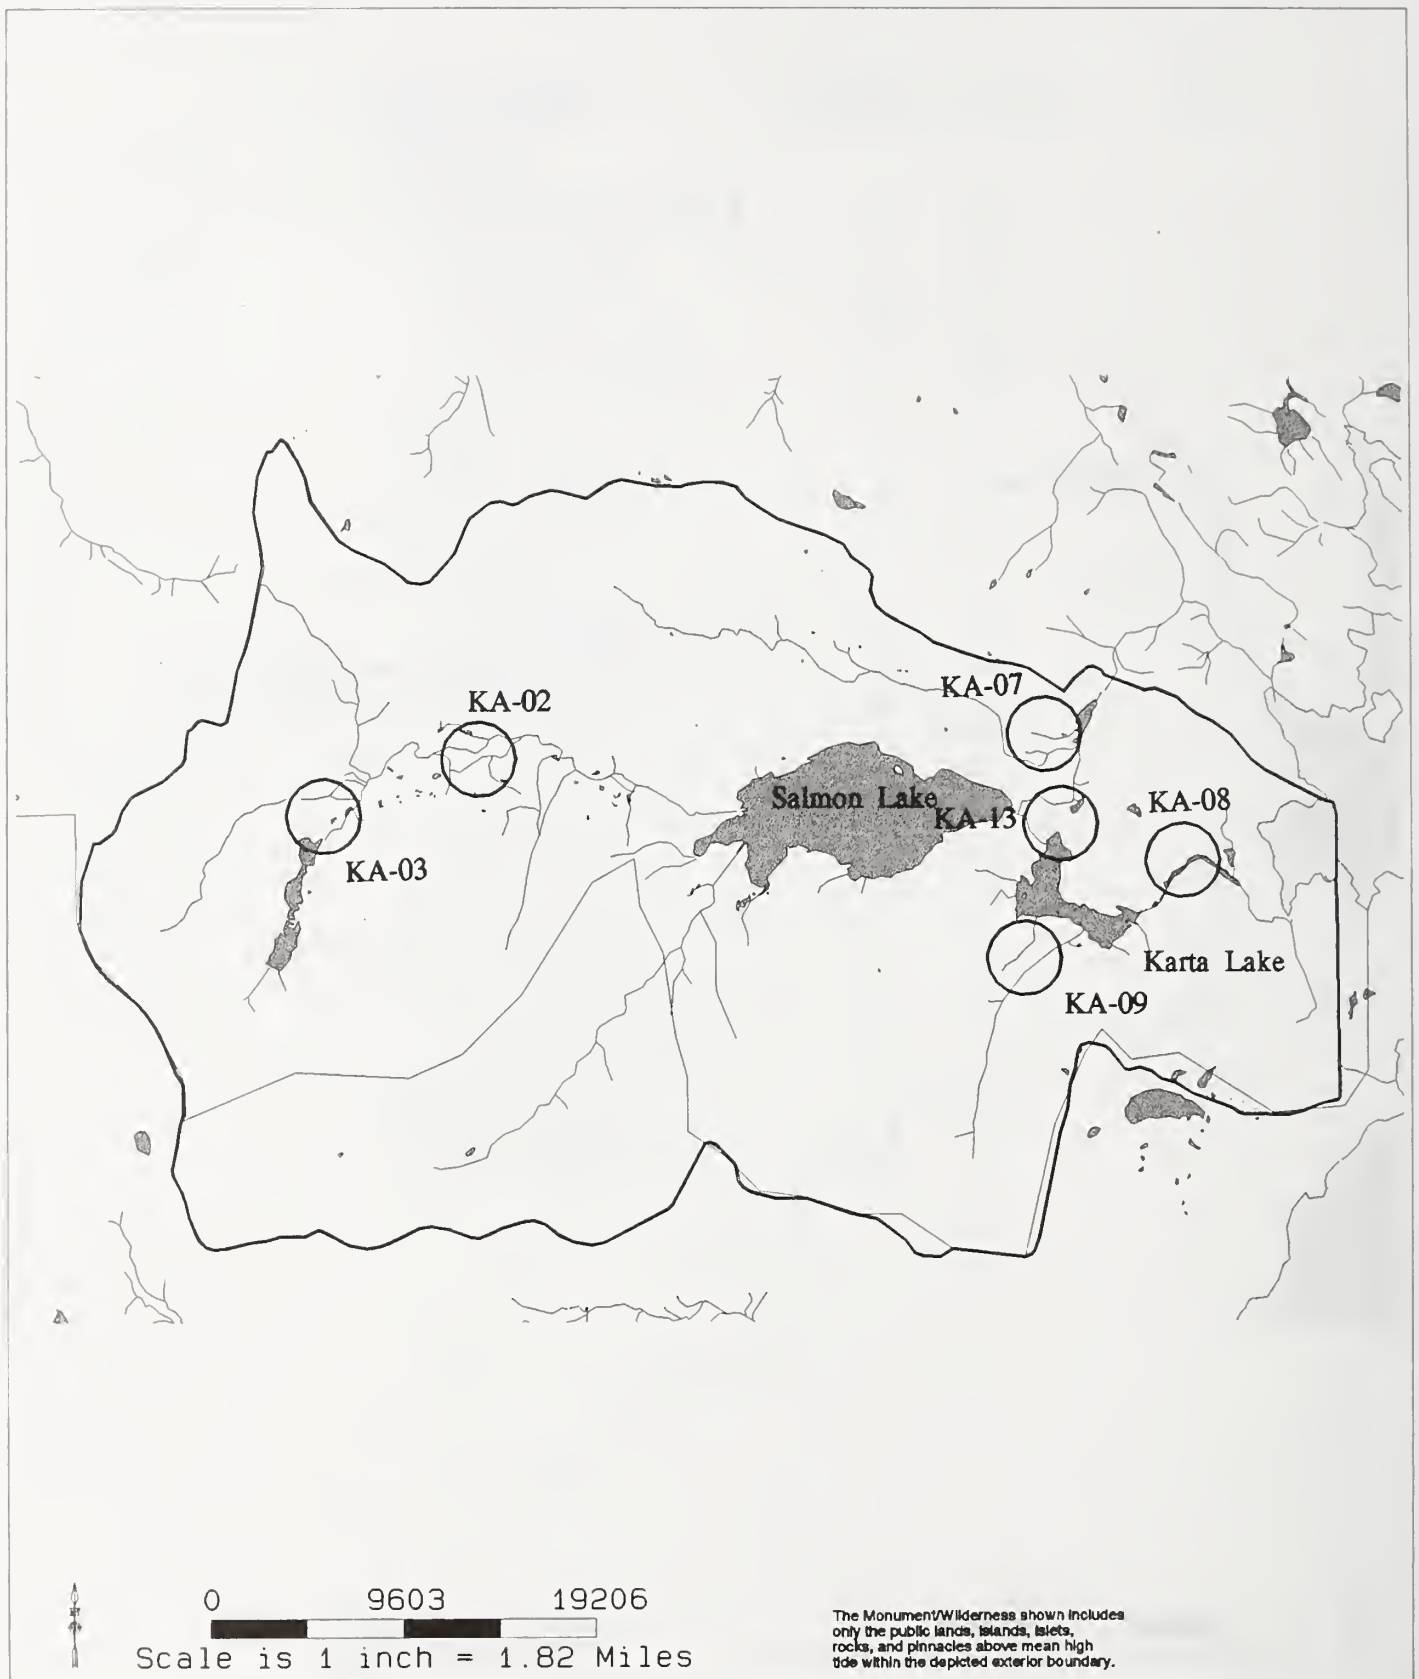 KA-07
KA-02
Salmon Lake
KA-13
KA-08
KA-03
Karta Lake
KA-09
0 9603 19206
Scale is 1 inch = 1.82 Miles
The Monument/Wilderness shown includes
only the public lands, islands, islets,
rocks, and pinnacles above mean high
tide within the depicted exterior boundary.